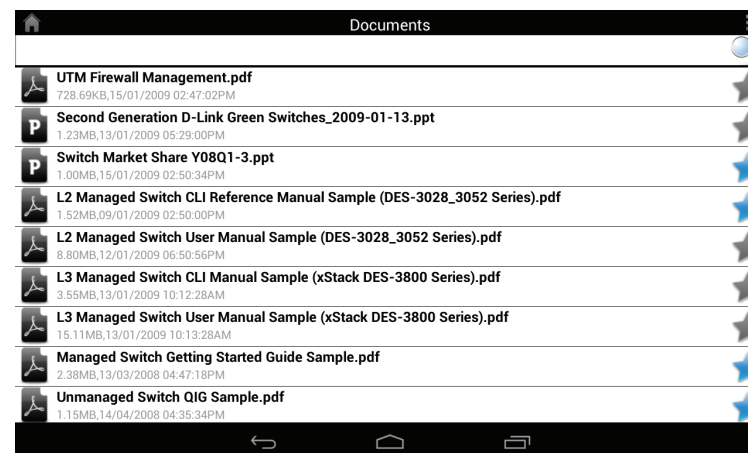 Documents
UTM Firewall Management.pdf
728.69KB,15/01/2009 02:47:02PM
Second Generation D-Link Green Switches_2009-01-13.ppt
1.23MB,13/01/2009 05:29:00PM
Switch Market Share Y08Q1-3.ppt
1.00MB,15/01/2009 02:50:34PM
L2 Managed Switch CLI Reference Manual Sample (DES-3028_3052 Series).pdf
1.52MB,09/01/2009 02:50:00PM
L2 Managed Switch User Manual Sample (DES-3028_3052 Series).pdf
8.80MB,12/01/2009 06:50:56PM
L3 Managed Switch CLI Manual Sample (xStack DES-3800 Series).pdf
3.55MB,13/01/2009 10:12:28AM
L3 Managed Switch User Manual Sample (xStack DES-3800 Series).pdf
15.11MB,13/01/2009 10:13:28AM
Managed Switch Getting Started Guide Sample.pdf
2.38MB,13/03/2008 04:47:18PM
Unmanaged Switch QIG Sample.pdf
1.15MB,14/04/2008 04:35:34PM